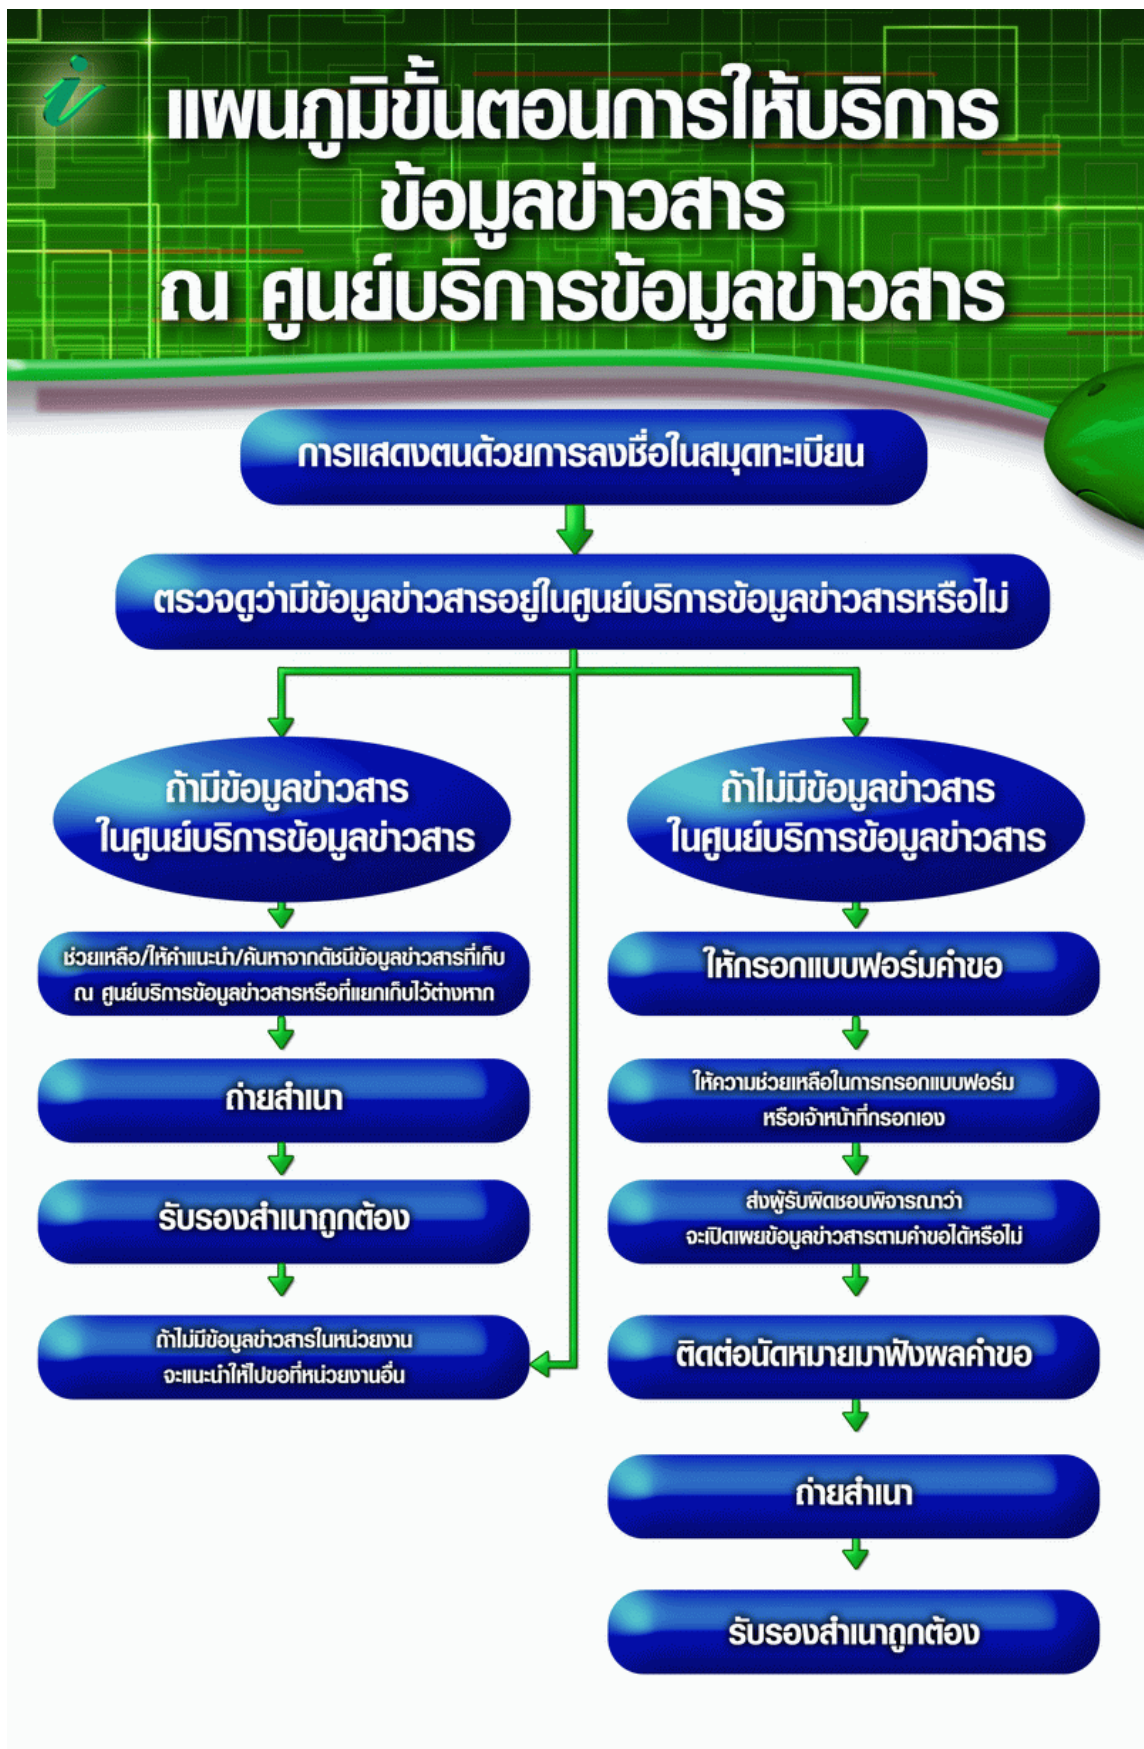 แผนภูมิขั้นตอนการให้บริการ
ข้อมูลข่าวสาร
ณ ศูนย์บริการข้อมูลข่าวสาร
การแสดงตนด้วยการลงชื่อในสมุดทะเบียน
ตรวจดูว่ามีข้อมูลข่าวสารอยู่ในศูนย์บริการข้อมูลข่าวสารหรือไม่
ถ้ามีข้อมูลข่าวสาร
ในศูนย์บริการข้อมูลข่าวสาร
ช่วยเหลือ/ให้คำแนะนำ/ค้นหาจากดัชนีข้อมูลข่าวสารที่เก็บ
ณ ศูนย์บริการข้อมูลข่าวสารหรือที่แยกเก็บไว้ต่างหาก
ถ่ายสำเนา
รับรองสำเนาถูกต้อง
ถ้าไม่มีข้อมูลข่าวสารในหน่วยงาน
จะแนะนำให้ไปขอที่หน่วยงานอื่น
ถ้าไม่มีข้อมูลข่าวสาร
ในศูนย์บริการข้อมูลข่าวสาร
ให้กรอกแบบฟอร์มคำขอ
ให้ความช่วยเหลือในการกรอกแบบฟอร์ม
หรือเจ้าหน้าที่กรอกเอง
ส่งผู้รับผิดชอบพิจารณาว่า
จะเปิดเผยข้อมูลข่าวสารตามคำขอได้หรือไม่
ติดต่อนัดหมายมาฟังผลคำขอ
ถ่ายสำเนา
รับรองสำเนาถูกต้อง